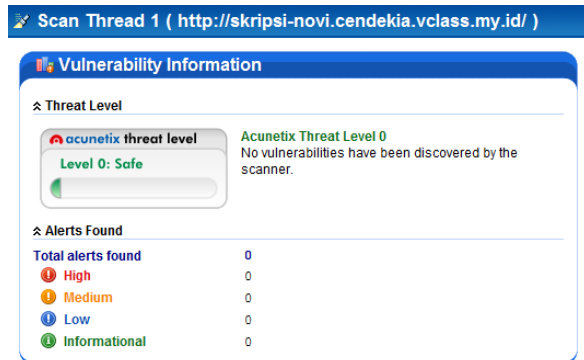 Scan Thread 1 ( http://skripsi-novi.cendekia.vclass.my.id/ )
Vulnerability Information
Threat Level
acunetix threat level
Level 0: Safe
Acunetix Threat Level 0
No vulnerabilities have been discovered by the
scanner.
Alerts Found
Total alerts found 0
High 0
Medium 0
Low 0
Informational 0